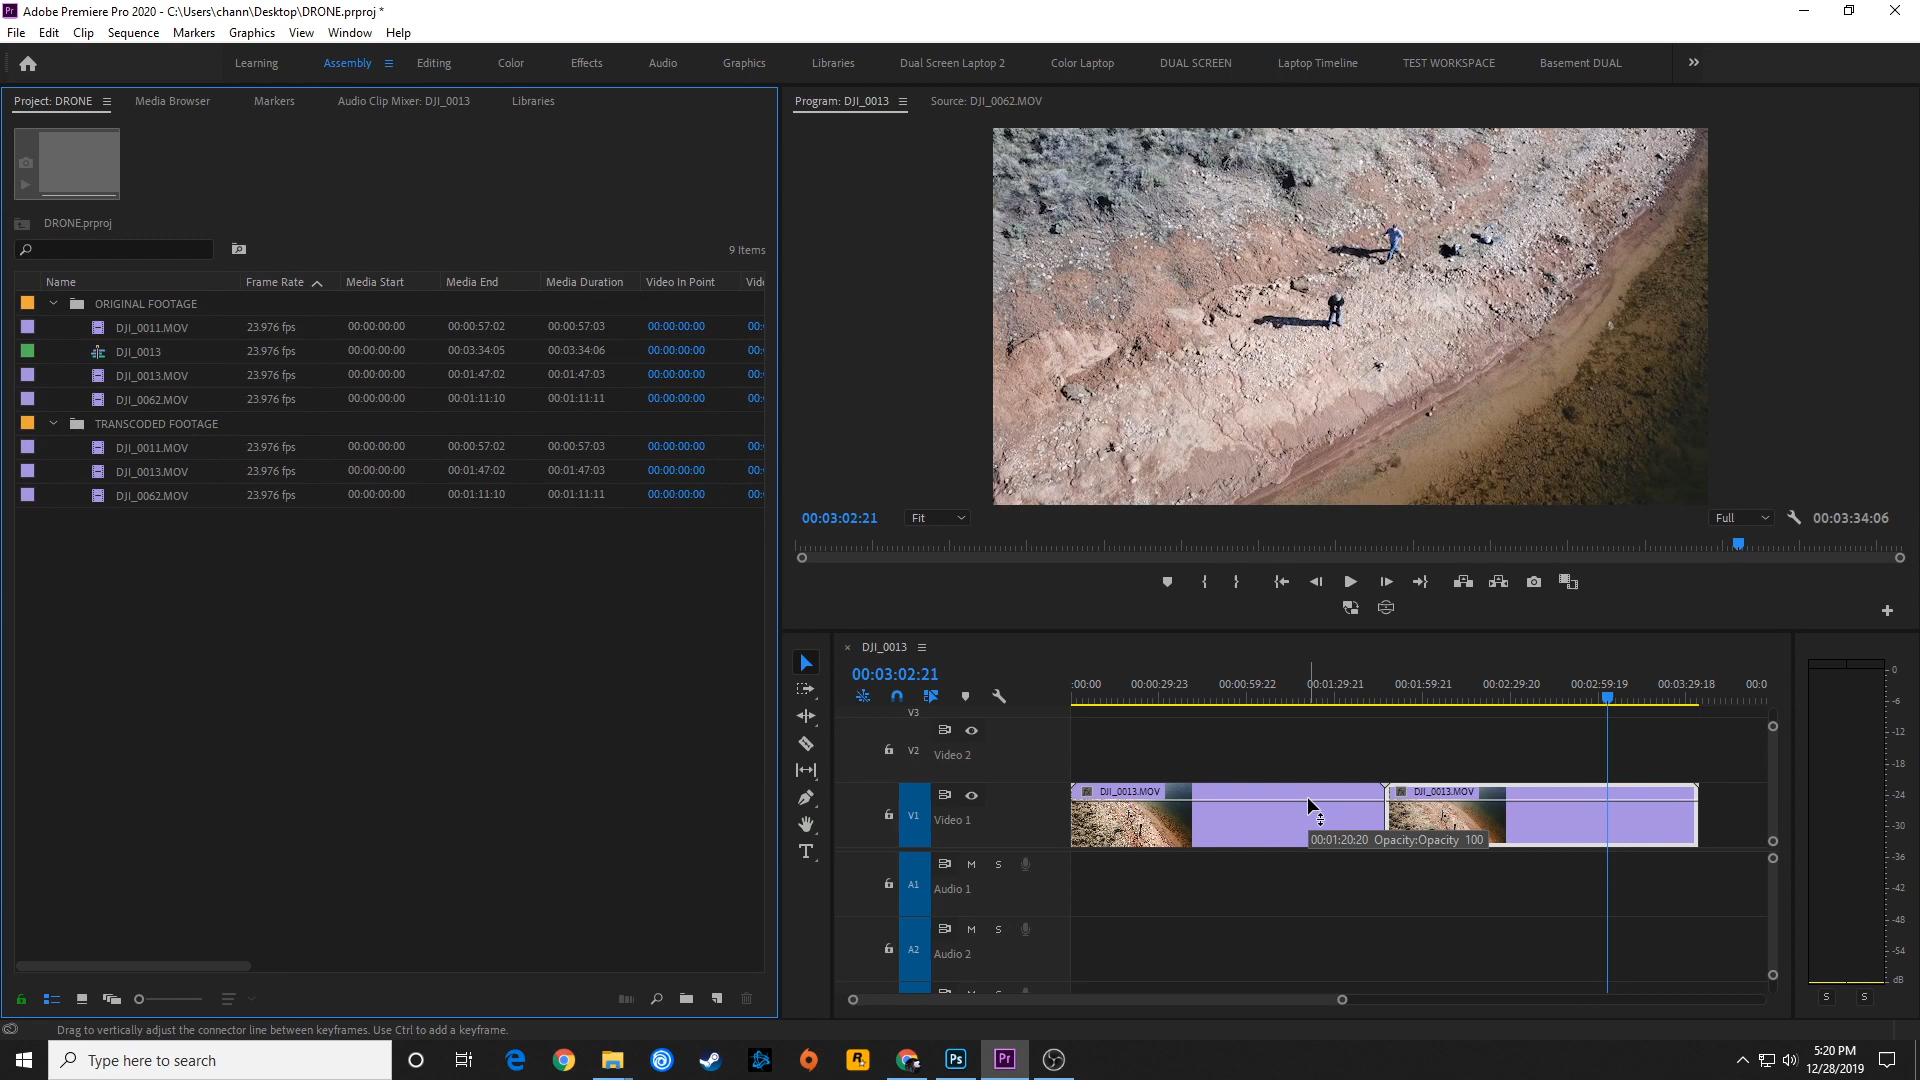 Adobe Premiere Pro 2020 - C:\Users\chann\Desktop\DRONE.prproj *
File Edit Clip Sequence Markers Graphics View Window Help
Learning Assembly Editing Color Effects Audio Graphics Libraries Dual Screen Laptop 2 Color Laptop DUAL SCREEN Laptop Timeline TEST WORKSPACE Basement DUAL
Project: DRONE Media Browser Markers Audio Clip Mixer: DJI_0013 Libraries
Program: DJI_0013 Source: DJI_0062.MOV
DRONE.prproj
9 Items
Name Frame Rate Media Start Media End Media Duration Video In Point Vide
ORIGINAL FOOTAGE
DJI_0011.MOV 23.976 fps 00:00:00:00 00:00:57:02 00:00:57:03 00:00:00:00 00:
DJI_0013 23.976 fps 00:00:00:00 00:03:34:05 00:03:34:06 00:00:00:00 00:
DJI_0013.MOV 23.976 fps 00:00:00:00 00:01:47:02 00:01:47:03 00:00:00:00 00:
DJI_0062.MOV 23.976 fps 00:00:00:00 00:01:11:10 00:01:11:11 00:00:00:00 00:
TRANSCODED FOOTAGE
DJI_0011.MOV 23.976 fps 00:00:00:00 00:00:57:02 00:00:57:03 00:00:00:00 00:
DJI_0013.MOV 23.976 fps 00:00:00:00 00:01:47:02 00:01:47:03 00:00:00:00 00:
DJI_0062.MOV 23.976 fps 00:00:00:00 00:01:11:10 00:01:11:11 00:00:00:00 00:
00:03:02:21 Fit Full 00:03:34:06
DJI_0013
00:03:02:21
:00:00 00:00:29:23 00:00:59:22 00:01:29:21 00:01:59:21 00:02:29:20 00:02:59:19 00:03:29:18 00:0
V3
V2 Video 2
V1 Video 1
DJI_0013.MOV DJI_0013.MOV
00:01:20:20 Opacity:Opacity 100
M S
A1 Audio 1
M S
A2 Audio 2
M S
0
-6
-12
-18
-24
-30
-36
-42
-48
-54
dB
S S
Drag to vertically adjust the connector line between keyframes. Use Ctrl to add a keyframe.
Type here to search
Ps Pr
5:20 PM
12/28/2019